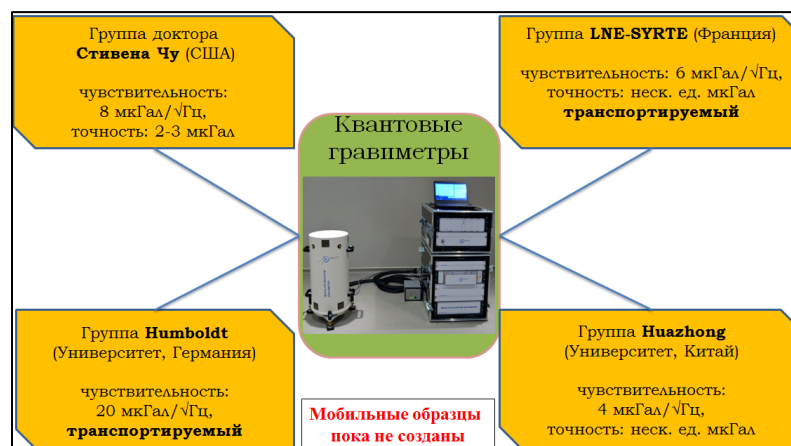 Группа доктора
Стивена Чу (США)
чувствительность:
8 мкГал/√Гц,
точность: 2-3 мкГал
Группа LNE-SYRTE (Франция)
чувствительность: 6 мкГал/√Гц,
точность: неск. ед. мкГал
транспортируемый
Квантовые
гравиметры
Группа Humboldt
(Университет, Германия)
чувствительность:
20 мкГал/√Гц,
транспортируемый
Группа Huazhong
(Университет, Китай)
чувствительность:
4 мкГал/√Гц,
точность: неск. ед. мкГал
Мобильные образцы
пока не созданы